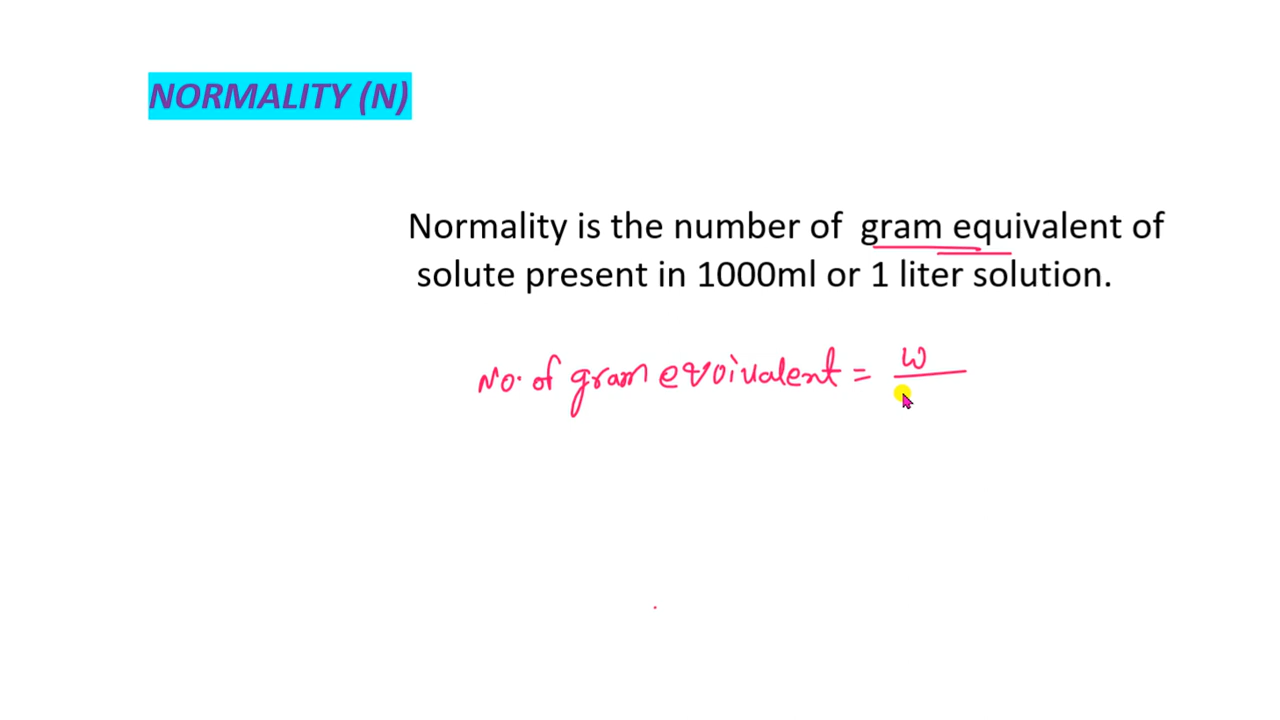 NORMALITY (N)
Normality is the number of gram equivalent of
solute present in 1000ml or 1 liter solution.
No. of gram eqvivalent = w